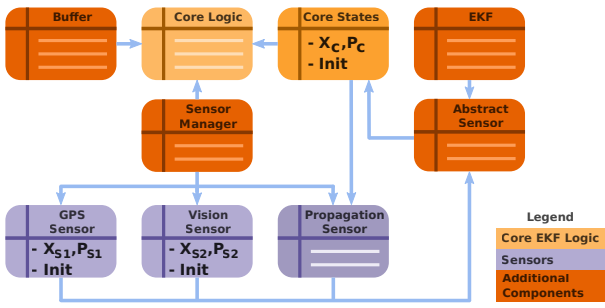 Buffer
Core Logic
Core States
- X_C,P_C
- Init
EKF
Sensor
Manager
Abstract
Sensor
GPS
Sensor
- X_S1,P_S1
- Init
Vision
Sensor
- X_S2,P_S2
- Init
Propagation
Sensor
Legend
Core EKF Logic
Sensors
Additional
Components